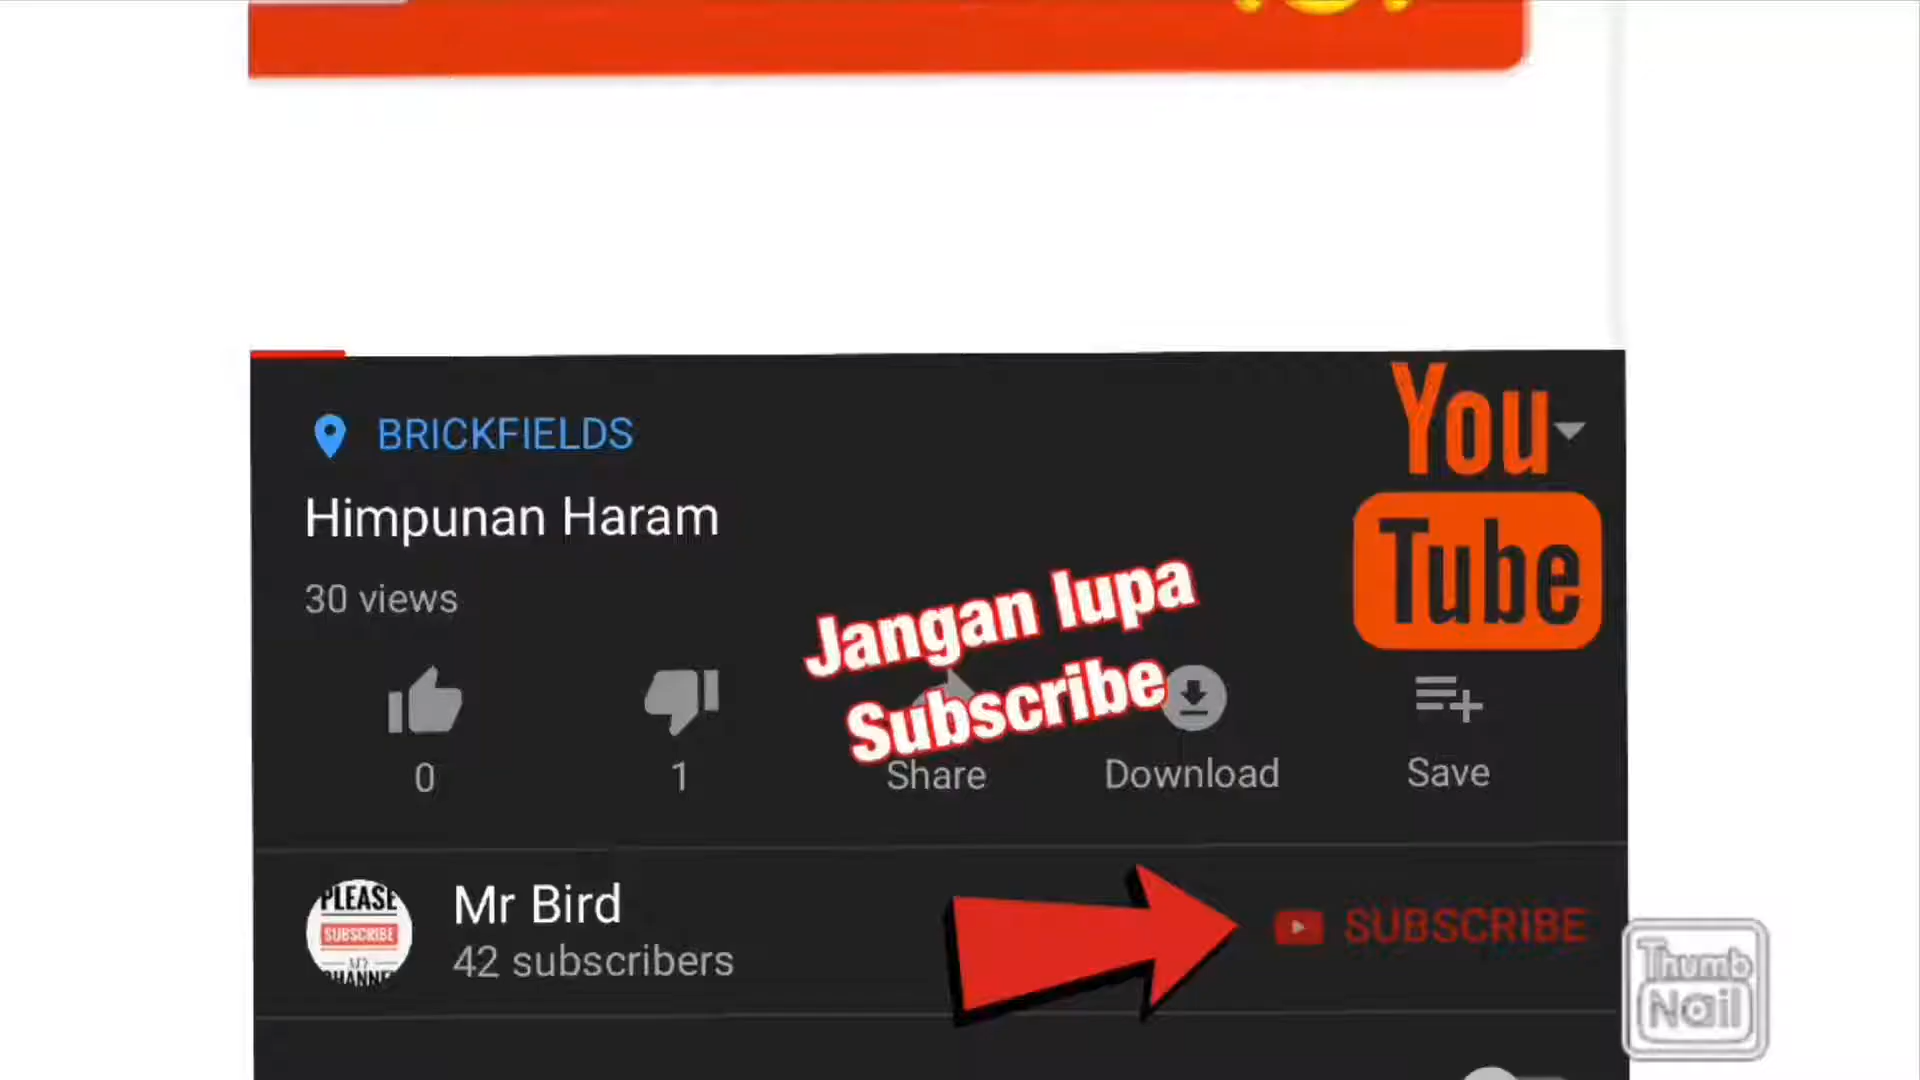 BRICKFIELDS
Himpunan Haram
30 views
You
Tube
Jangan lupa
Subscribe
0
1
Share
Download
Save
PLEASE
SUBSCRIBE
Mr Bird
42 subscribers
SUBSCRIBE
Thumb
Nail